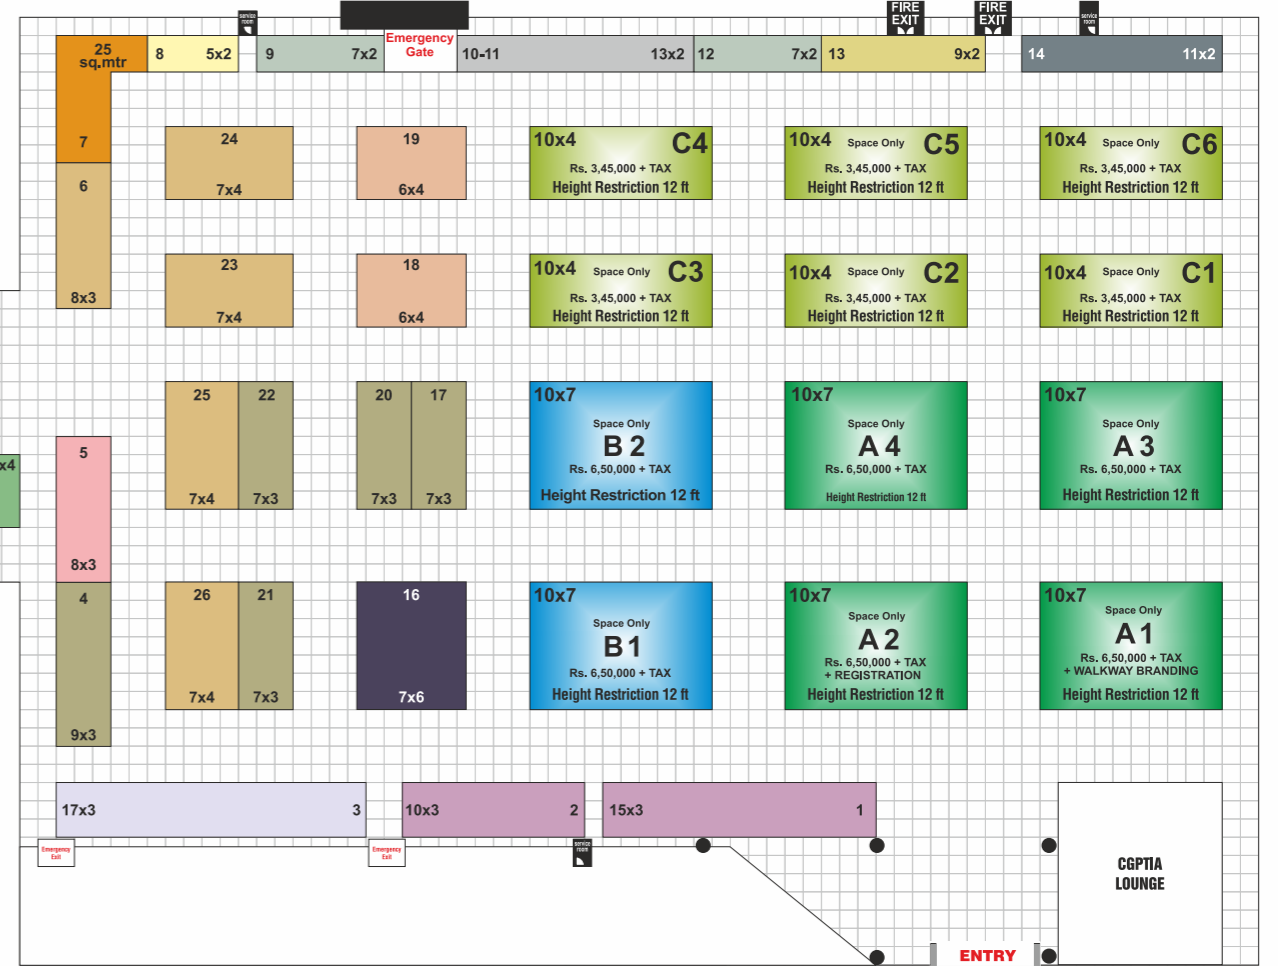 FIRE
EXIT
FIRE
EXIT
service
room
service
room
25
sq.mtr
7
8 5x2
9 7x2
Emergency
Gate
10-11 13x2
12 7x2
13 9x2
14 11x2
24
7x4
19
6x4
10x4 C4
Rs. 3,45,000 + TAX
Height Restriction 12 ft
10x4 Space Only C5
Rs. 3,45,000 + TAX
Height Restriction 12 ft
10x4 Space Only C6
Rs. 3,45,000 + TAX
Height Restriction 12 ft
6
8x3
23
7x4
18
6x4
10x4 Space Only C3
Rs. 3,45,000 + TAX
Height Restriction 12 ft
10x4 Space Only C2
Rs. 3,45,000 + TAX
Height Restriction 12 ft
10x4 Space Only C1
Rs. 3,45,000 + TAX
Height Restriction 12 ft
x4
5
8x3
25
7x4
22
7x3
20
7x3
17
7x3
10x7
Space Only
B 2
Rs. 6,50,000 + TAX
Height Restriction 12 ft
10x7
Space Only
A 4
Rs. 6,50,000 + TAX
Height Restriction 12 ft
10x7
Space Only
A 3
Rs. 6,50,000 + TAX
Height Restriction 12 ft
4
9x3
26
7x4
21
7x3
16
7x6
10x7
Space Only
B 1
Rs. 6,50,000 + TAX
Height Restriction 12 ft
10x7
Space Only
A 2
Rs. 6,50,000 + TAX
+ REGISTRATION
Height Restriction 12 ft
10x7
Space Only
A 1
Rs. 6,50,000 + TAX
+ WALKWAY BRANDING
Height Restriction 12 ft
17x3 3
10x3 2
15x3 1
Emergency
Exit
Emergency
Exit
service
room
CGPTIA
LOUNGE
ENTRY